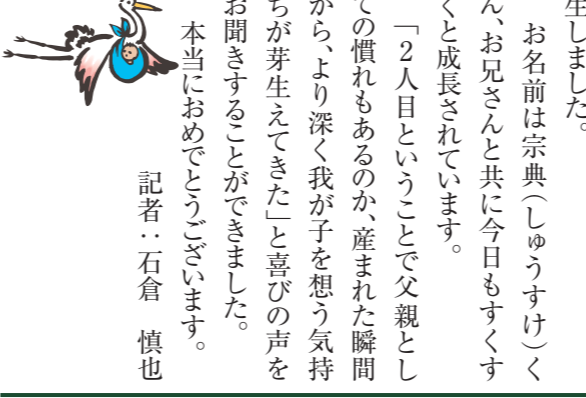 生しました。
お名前は宗典(しゅうすけ)く
ん、お兄さんと共に今日もすくす
くと成長されています。
「2人目ということで父親とし
ての慣れもあるのか、産まれた瞬間
から、より深く我が子を想う気持
ちが芽生えてきた」と喜びの声を
お聞きすることができました。
本当におめでとうございます。
記者：石倉　慎也